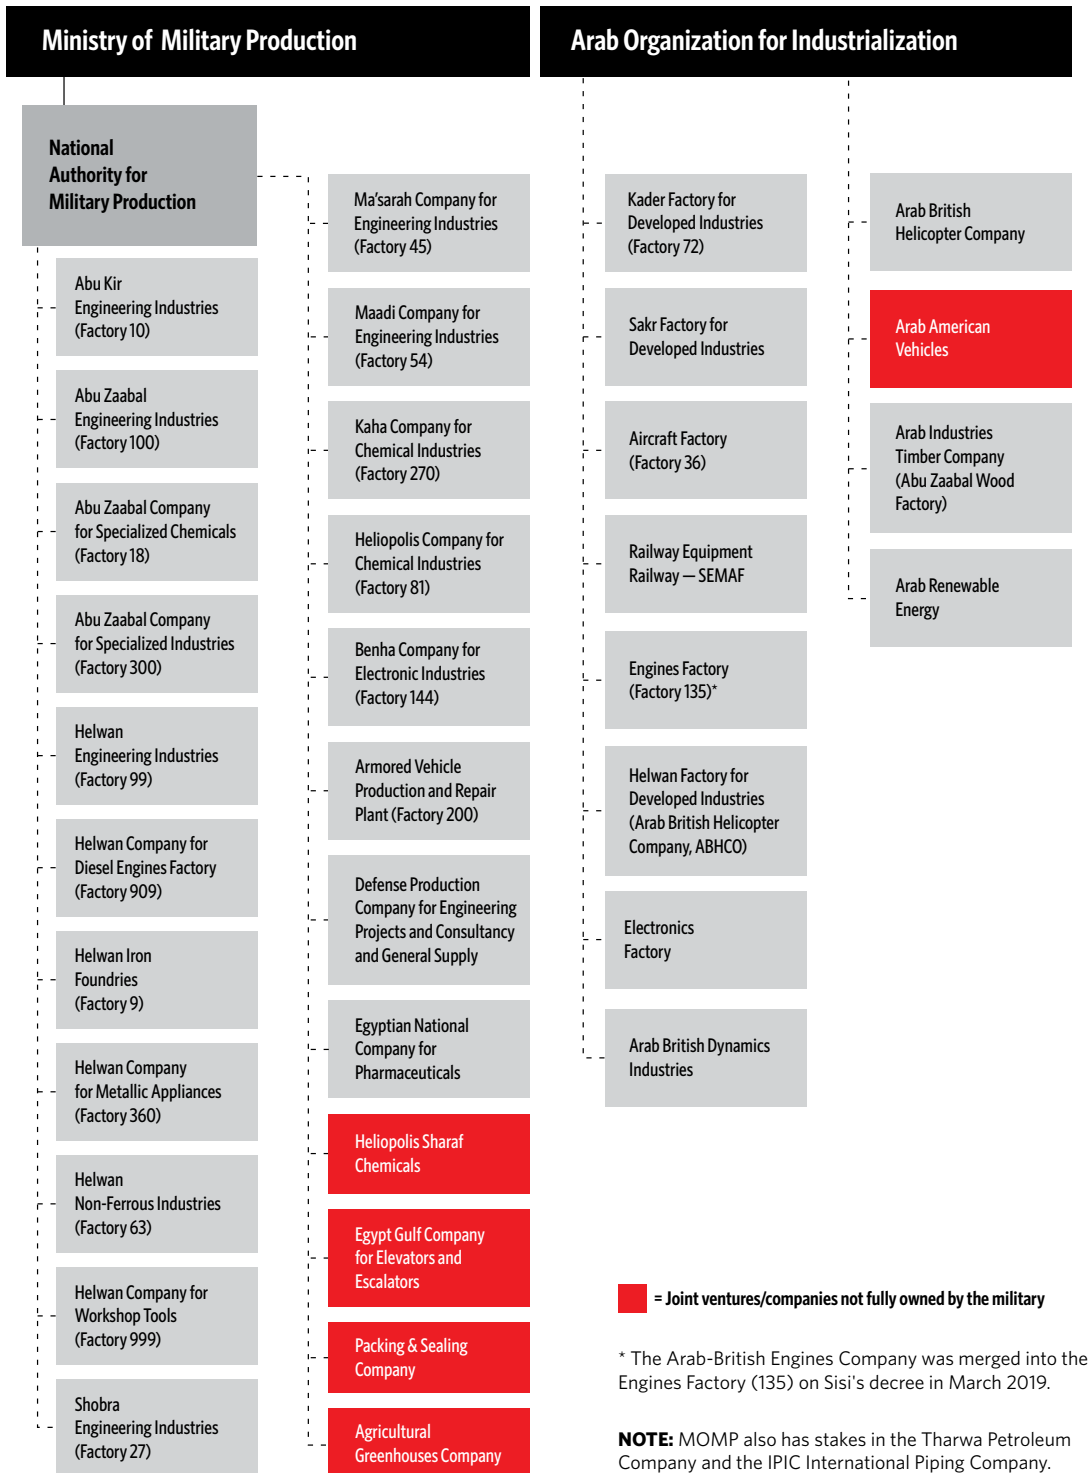 Ministry of Military Production
National
Authority for
Military Production
Abu Kir
Engineering Industries
(Factory 10)
Abu Zaabal
Engineering Industries
(Factory 100)
Abu Zaabal Company
for Specialized Chemicals
(Factory 18)
Abu Zaabal Company
for Specialized Industries
(Factory 300)
Helwan
Engineering Industries
(Factory 99)
Helwan Company for
Diesel Engines Factory
(Factory 909)
Helwan Iron
Foundries
(Factory 9)
Helwan Company
for Metallic Appliances
(Factory 360)
Helwan
Non-Ferrous Industries
(Factory 63)
Helwan Company for
Workshop Tools
(Factory 999)
Shobra
Engineering Industries
(Factory 27)
Ma'sarah Company for
Engineering Industries
(Factory 45)
Maadi Company for
Engineering Industries
(Factory 54)
Kaha Company for
Chemical Industries
(Factory 270)
Heliopolis Company for
Chemical Industries
(Factory 81)
Benha Company for
Electronic Industries
(Factory 144)
Armored Vehicle
Production and Repair
Plant (Factory 200)
Defense Production
Company for Engineering
Projects and Consultancy
and General Supply
Egyptian National
Company for
Pharmaceuticals
Heliopolis Sharaf
Chemicals
Egypt Gulf Company
for Elevators and
Escalators
Packing & Sealing
Company
Agricultural
Greenhouses Company
Arab Organization for Industrialization
Kader Factory for
Developed Industries
(Factory 72)
Sakr Factory for
Developed Industries
Aircraft Factory
(Factory 36)
Railway Equipment
Railway — SEMAF
Engines Factory
(Factory 135)*
Helwan Factory for
Developed Industries
(Arab British Helicopter
Company, ABHCO)
Electronics
Factory
Arab British Dynamics
Industries
Arab British
Helicopter Company
Arab American
Vehicles
Arab Industries
Timber Company
(Abu Zaabal Wood
Factory)
Arab Renewable
Energy
= Joint ventures/companies not fully owned by the military
* The Arab-British Engines Company was merged into the
Engines Factory (135) on Sisi's decree in March 2019.
NOTE: MOMP also has stakes in the Tharwa Petroleum
Company and the IPIC International Piping Company.